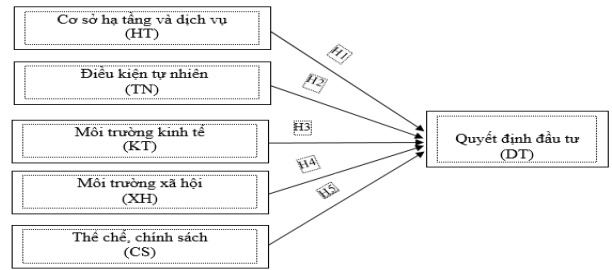 Cơ sở hạ tầng và dịch vụ
(HT)
H1
Điều kiện tự nhiên
(TN)
H2
Môi trường kinh tế
(KT)
H3
Quyết định đầu tư
(DT)
Môi trường xã hội
(XH)
H4
Thể chế, chính sách
(CS)
H5